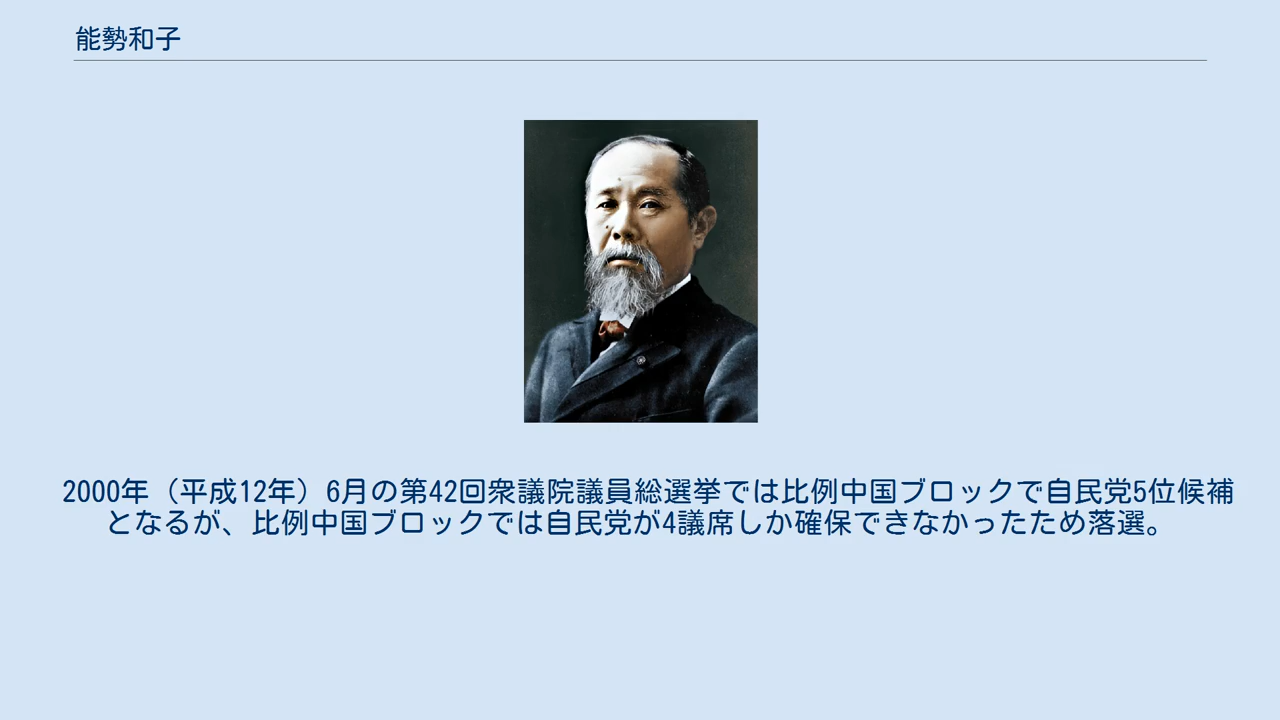 能勢和子
2000年（平成12年）6月の第42回衆議院議員総選挙では比例中国ブロックで自民党5位候補
となるが、比例中国ブロックでは自民党が4議席しか確保できなかったため落選。